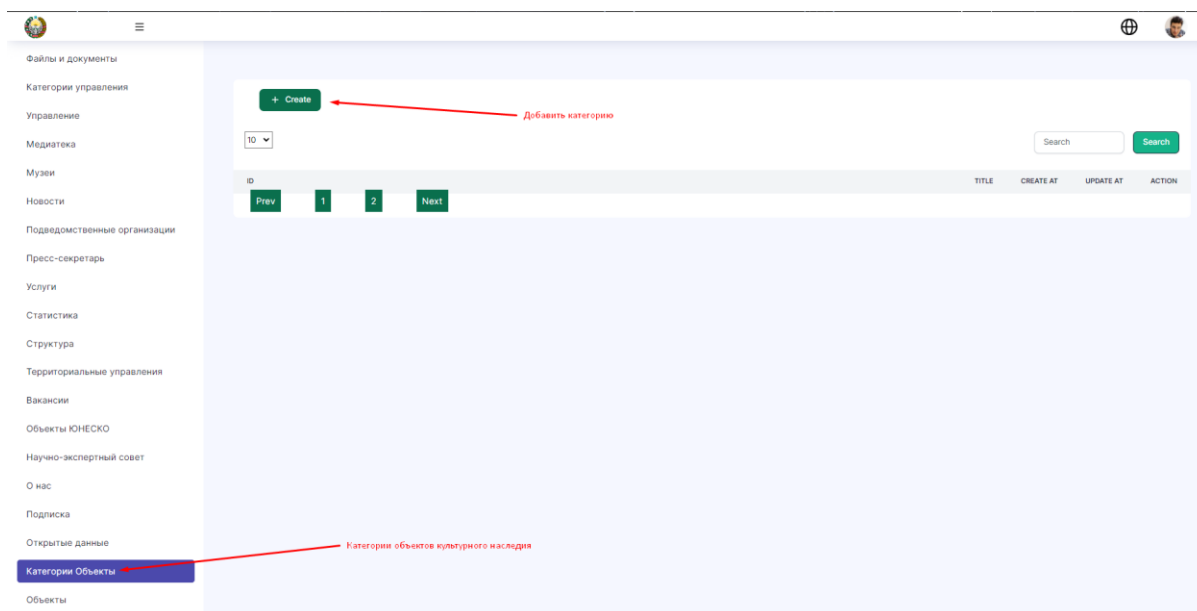 Файлы и документы
Категории управления
Управление
Медиатека
Музеи
Новости
Подведомственные организации
Пресс-секретарь
Услуги
Статистика
Структура
Территориальные управления
Вакансии
Объекты ЮНЕСКО
Научно-экспертный совет
О нас
Подписка
Открытые данные
Категории Объекты
Объекты
+ Create
Добавить категорию
10
Search Search
ID TITLE CREATE AT UPDATE AT ACTION
Prev 1 2 Next
Категории объектов культурного наследия